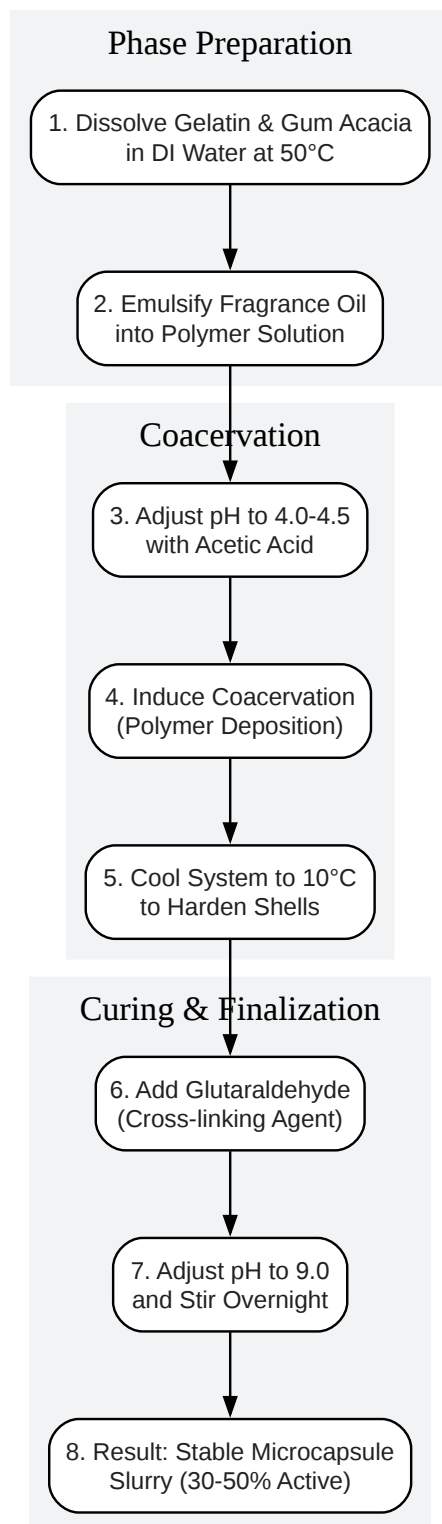 Phase Preparation
1. Dissolve Gelatin & Gum Acacia
in DI Water at 50°C
2. Emulsify Fragrance Oil
into Polymer Solution
Coacervation
3. Adjust pH to 4.0-4.5
with Acetic Acid
4. Induce Coacervation
(Polymer Deposition)
5. Cool System to 10°C
to Harden Shells
Curing & Finalization
6. Add Glutaraldehyde
(Cross-linking Agent)
7. Adjust pH to 9.0
and Stir Overnight
8. Result: Stable Microcapsule
Slurry (30-50% Active)